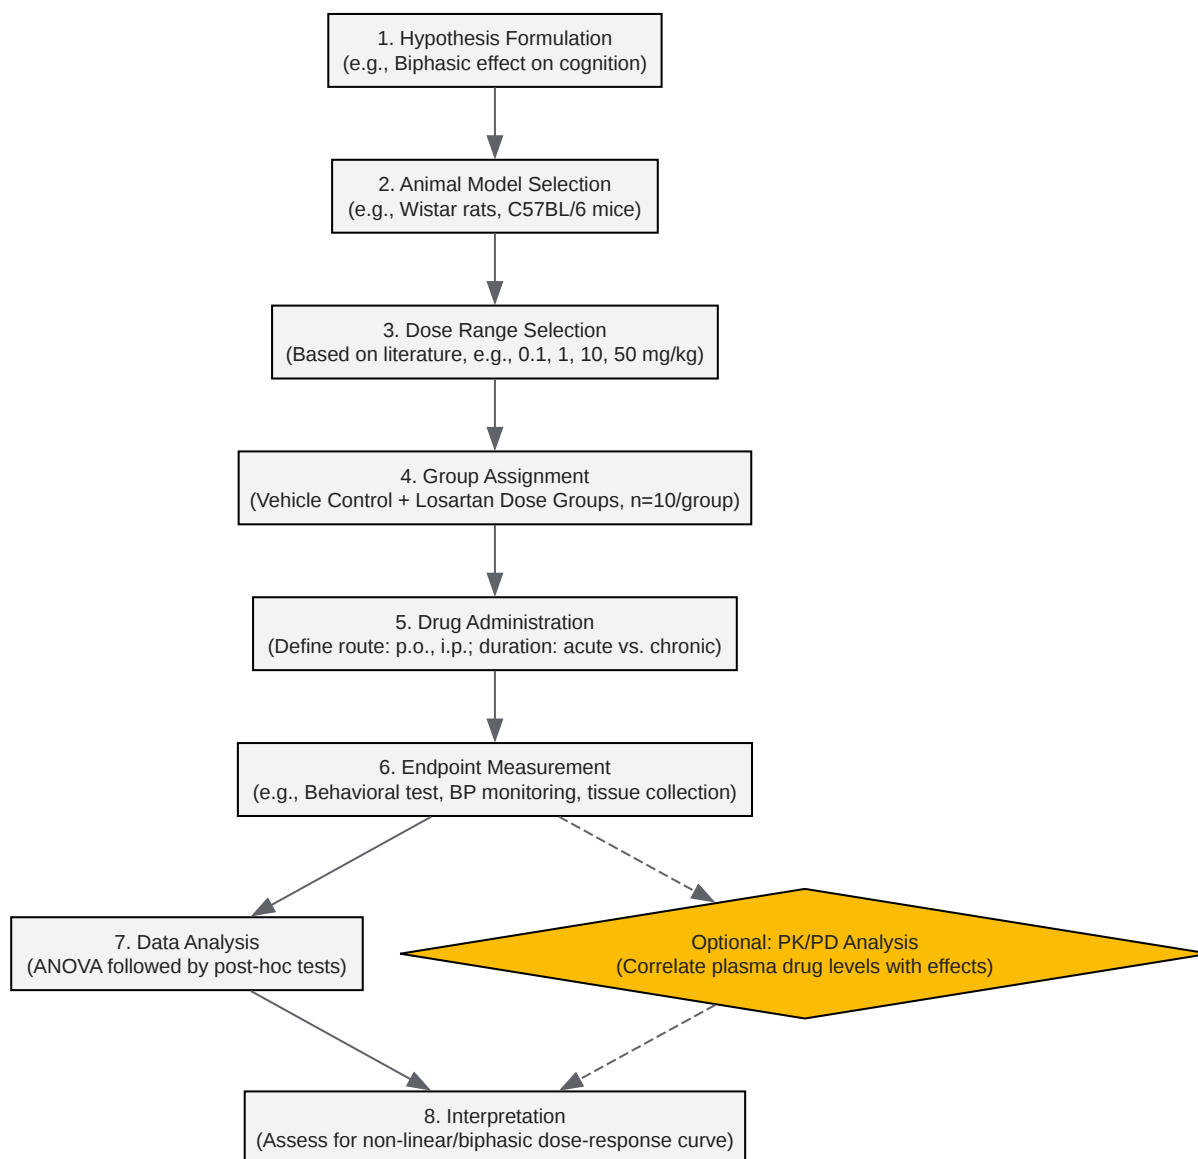 1. Hypothesis Formulation
(e.g., Biphasic effect on cognition)
2. Animal Model Selection
(e.g., Wistar rats, C57BL/6 mice)
3. Dose Range Selection
(Based on literature, e.g., 0.1, 1, 10, 50 mg/kg)
4. Group Assignment
(Vehicle Control + Losartan Dose Groups, n=10/group)
5. Drug Administration
(Define route: p.o., i.p.; duration: acute vs. chronic)
6. Endpoint Measurement
(e.g., Behavioral test, BP monitoring, tissue collection)
7. Data Analysis
(ANOVA followed by post-hoc tests)
Optional: PK/PD Analysis
(Correlate plasma drug levels with effects)
8. Interpretation
(Assess for non-linear/biphasic dose-response curve)